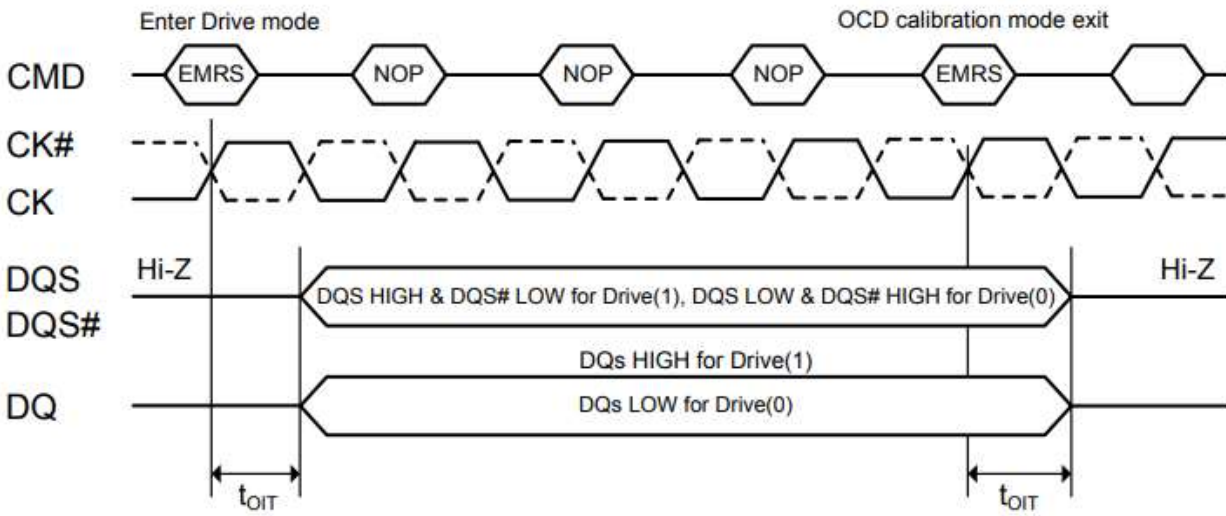 Enter Drive mode OCD calibration mode exit
CMD EMRS NOP NOP NOP EMRS
CK#
CK
Hi-Z Hi-Z
DQS DQS HIGH & DQS# LOW for Drive(1), DQS LOW & DQS# HIGH for Drive(0)
DQS#
DQs HIGH for Drive(1)
DQ DQs LOW for Drive(0)
tOIT tOIT